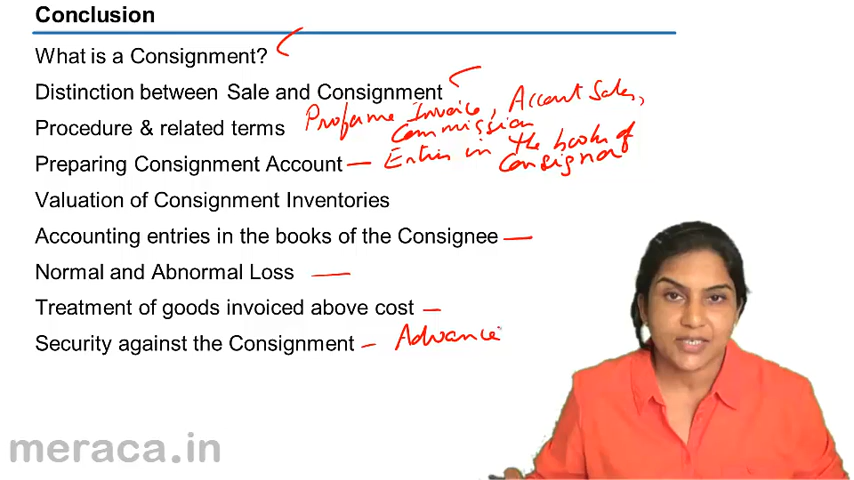 Conclusion
What is a Consignment?
Distinction between Sale and Consignment
Proforma Invoice, Account Sales,
Procedure & related terms
Commission
Preparing Consignment Account — Entries in the books of
Consignor
Valuation of Consignment Inventories
Accounting entries in the books of the Consignee —
Normal and Abnormal Loss —
Treatment of goods invoiced above cost —
Security against the Consignment – Advance
meraca.in